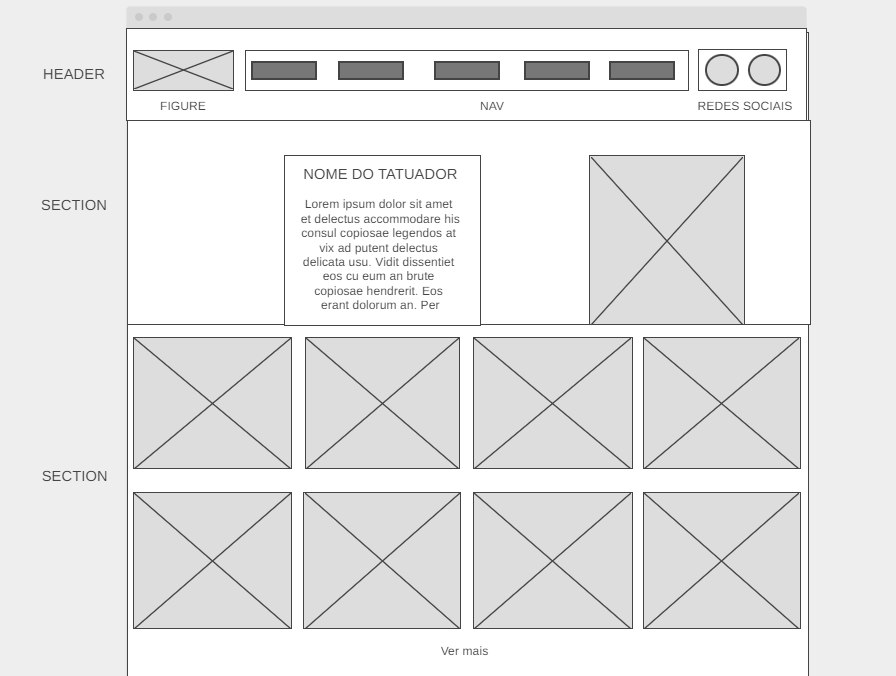 HEADER
FIGURE
NAV
REDES SOCIAIS
SECTION
NOME DO TATUADOR
Lorem ipsum dolor sit amet
et delectus accommodare his
consul copiosae legendos at
vix ad putent delectus
delicata usu. Vidit dissentiet
eos cu eum an brute
copiosae hendrerit. Eos
erant dolorum an. Per
SECTION
Ver mais